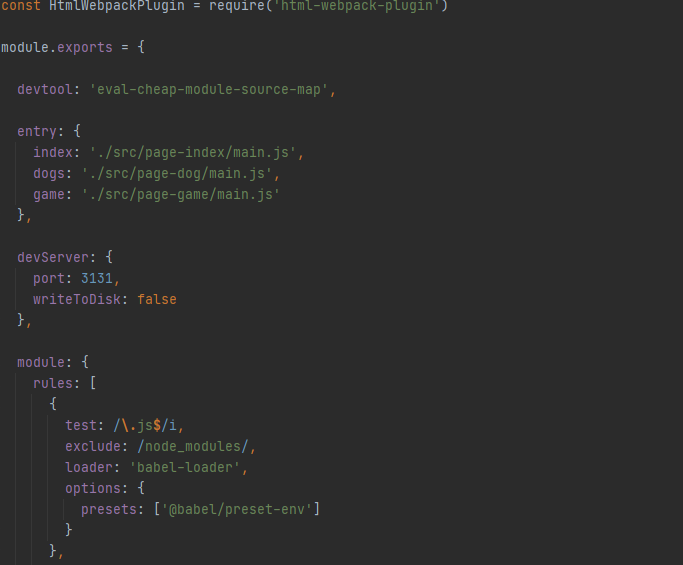 const HtmlWebpackPlugin = require('html-webpack-plugin')
module.exports = {
devtool: 'eval-cheap-module-source-map',
entry: {
index: './src/page-index/main.js',
dogs: './src/page-dog/main.js',
game: './src/page-game/main.js'
},
devServer: {
port: 3131,
writeToDisk: false
},
module: {
rules: [
{
test: /\.js$/i,
exclude: /node_modules/,
loader: 'babel-loader',
options: {
presets: ['@babel/preset-env']
}
},